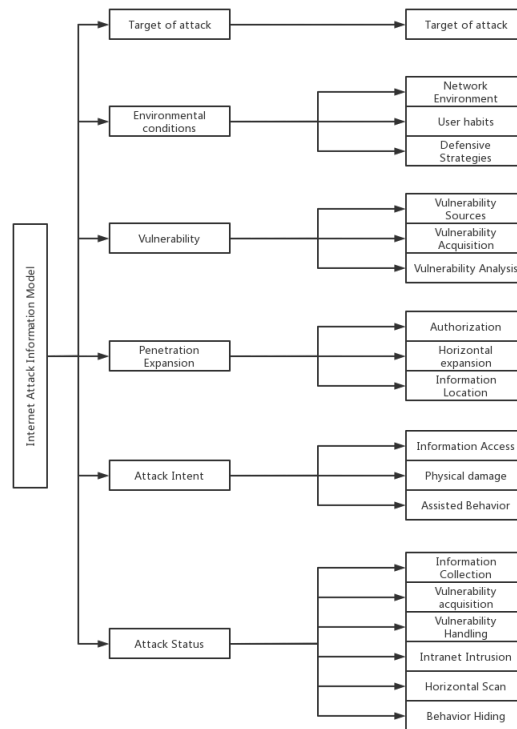 Internet Attack Information Model
Target of attack
Target of attack
Environmental
conditions
Network
Environment
User habits
Defensive
Strategies
Vulnerability
Vulnerability
Sources
Vulnerability
Acquisition
Vulnerability Analysis
Penetration
Expansion
Authorization
Horizontal
expansion
Information
Location
Attack Intent
Information Access
Physical damage
Assisted Behavior
Attack Status
Information
Collection
Vulnerability
acquisition
Vulnerability
Handling
Intranet Intrusion
Horizontal Scan
Behavior Hiding